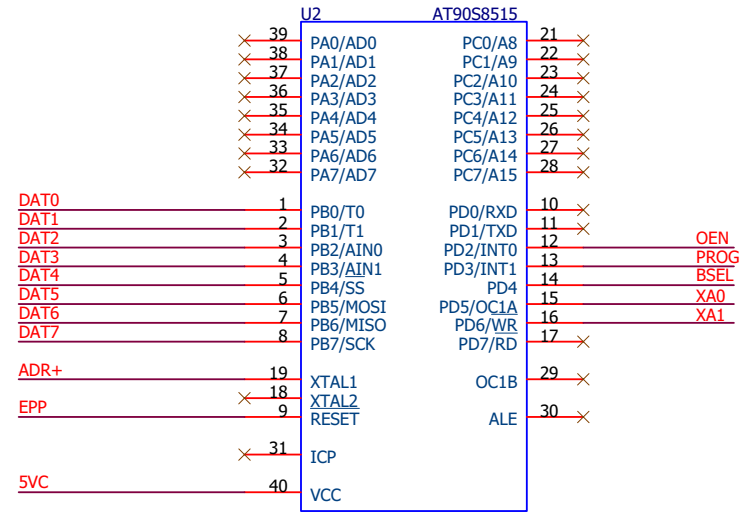 U2 AT90S8515
39 PA0/AD0 PC0/A8 21
38 PA1/AD1 PC1/A9 22
37 PA2/AD2 PC2/A10 23
36 PA3/AD3 PC3/A11 24
35 PA4/AD4 PC4/A12 25
34 PA5/AD5 PC5/A13 26
33 PA6/AD6 PC6/A14 27
32 PA7/AD7 PC7/A15 28
DAT0 1 PB0/T0 PD0/RXD 10
DAT1 2 PB1/T1 PD1/TXD 11
DAT2 3 PB2/AIN0 PD2/INT0 12 OEN
DAT3 4 PB3/AIN1 PD3/INT1 13 PROG
DAT4 5 PB4/SS PD4 14 BSEL
DAT5 6 PB5/MOSI PD5/OC1A 15 XA0
DAT6 7 PB6/MISO PD6/WR 16 XA1
DAT7 8 PB7/SCK PD7/RD 17
ADR+ 19 XTAL1 OC1B 29
18 XTAL2
EPP 9 RESET ALE 30
31 ICP
5VC 40 VCC